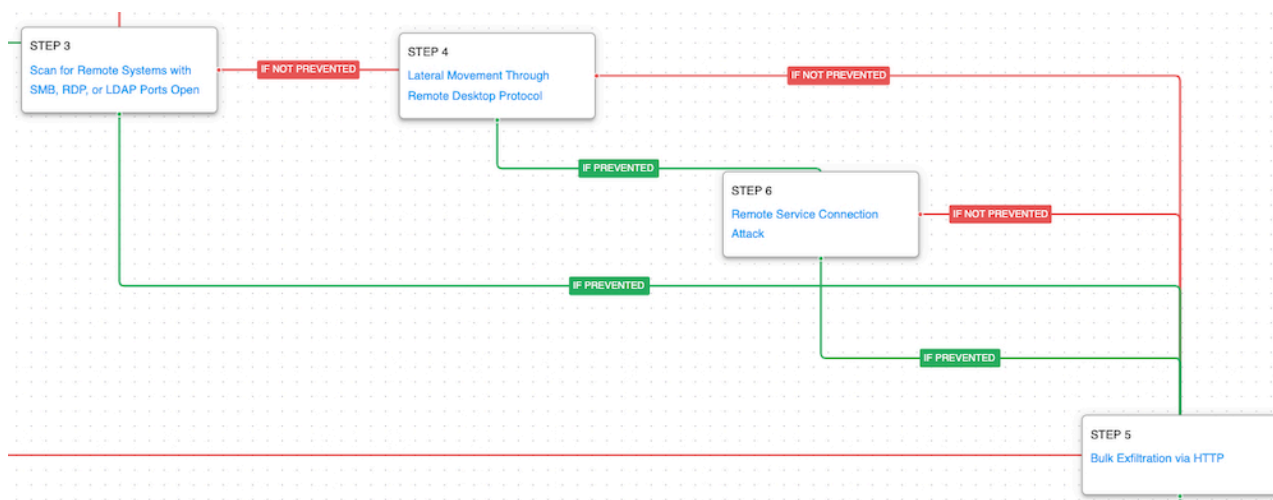 STEP 3
Scan for Remote Systems with
SMB, RDP, or LDAP Ports Open
IF NOT PREVENTED
STEP 4
Lateral Movement Through
Remote Desktop Protocol
IF NOT PREVENTED
IF PREVENTED
STEP 6
Remote Service Connection
Attack
IF NOT PREVENTED
IF PREVENTED
IF PREVENTED
STEP 5
Bulk Exfiltration via HTTP